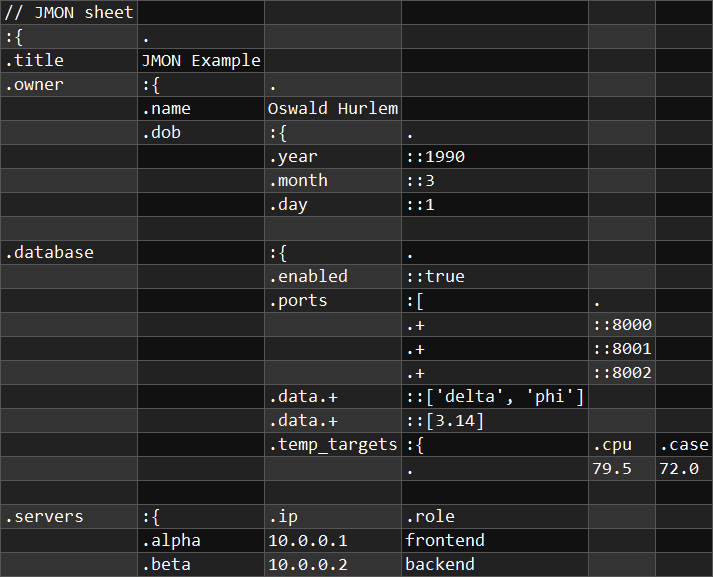 // JMON sheet
:{ .
.title JMON Example
.owner :{ .
.name Oswald Hurlem
.dob :{ .
.year ::1990
.month ::3
.day ::1
.database :{ .
.enabled ::true
.ports :[ .
.+ ::8000
.+ ::8001
.+ ::8002
.data.+ ::['delta', 'phi']
.data.+ ::[3.14]
.temp_targets :{ .cpu .case
. 79.5 72.0
.servers :{ .ip .role
.alpha 10.0.0.1 frontend
.beta 10.0.0.2 backend